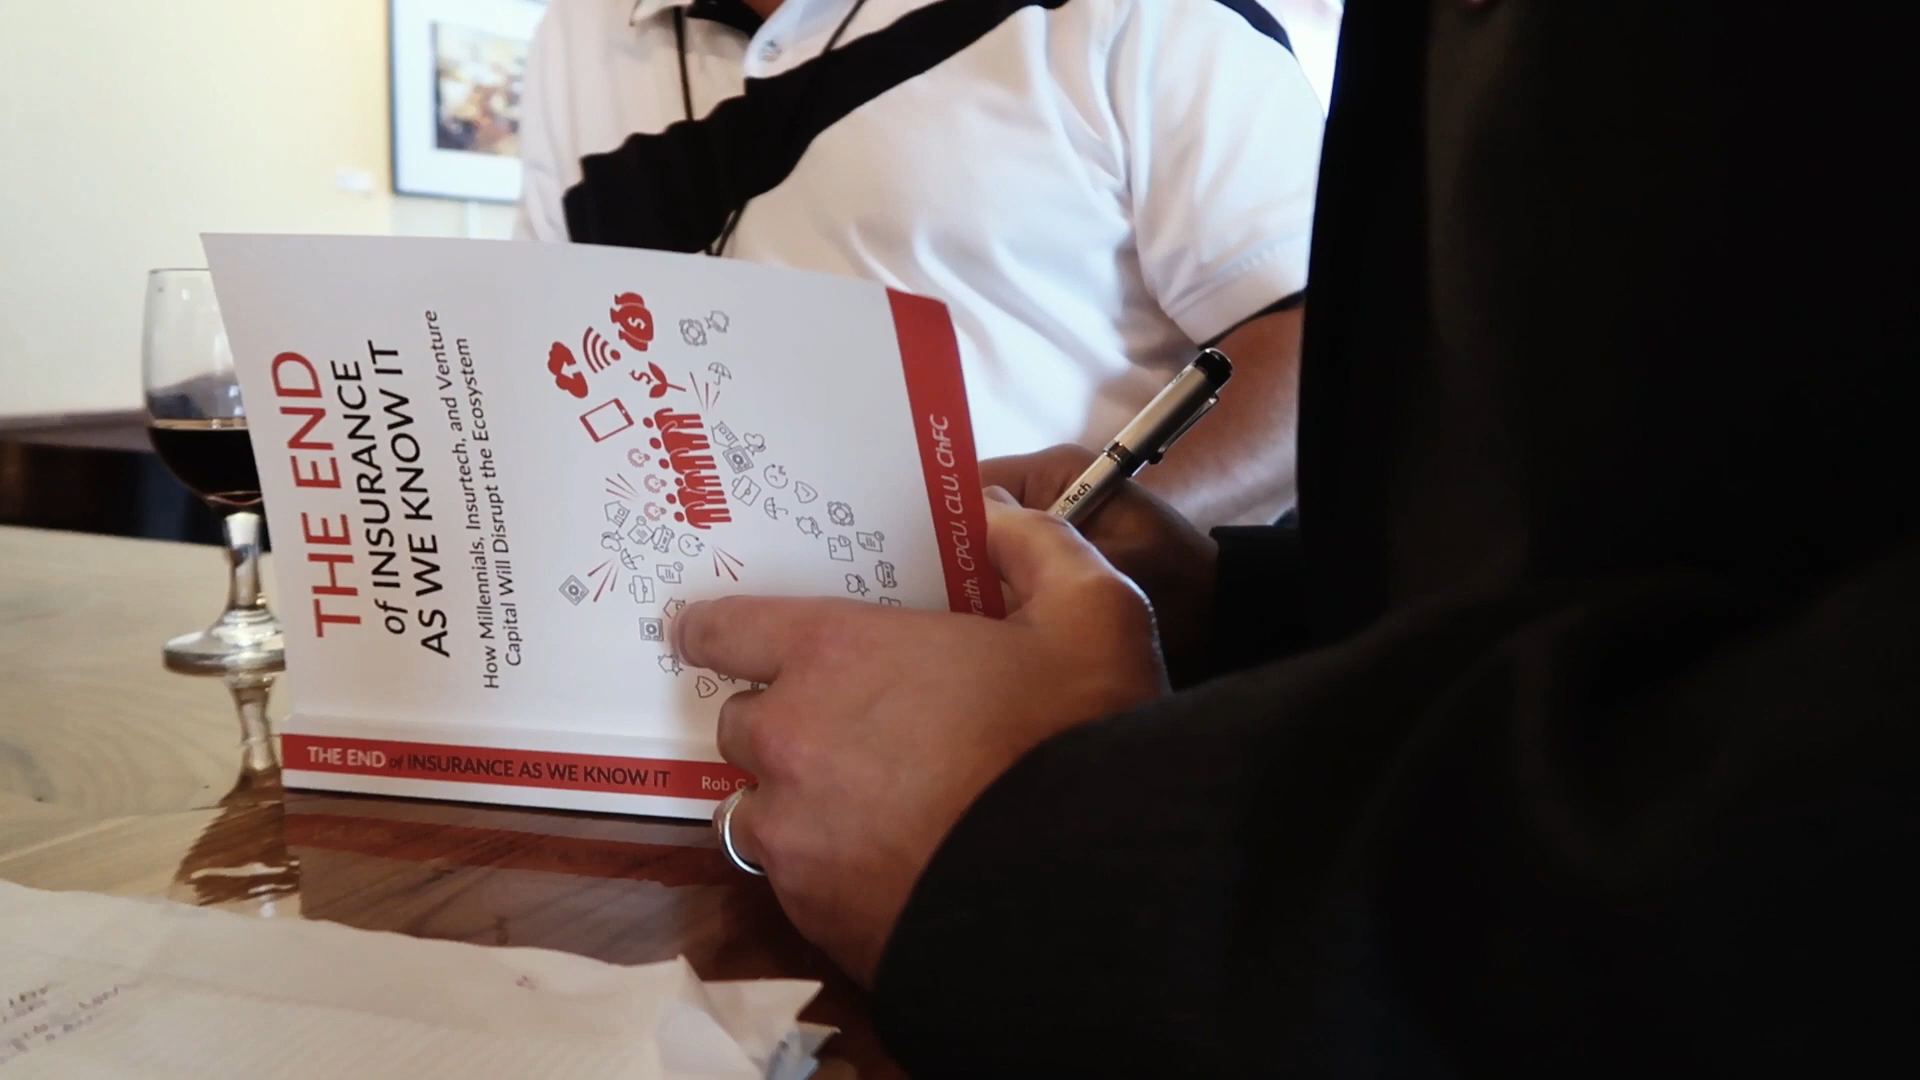 THE END
of INSURANCE
AS WE KNOW IT
How Millennials, Insurtech, and Venture
Capital Will Disrupt the Ecosystem
raith, CPCU, CLU, ChFC
THE END of INSURANCE AS WE KNOW IT Rob G
Tech